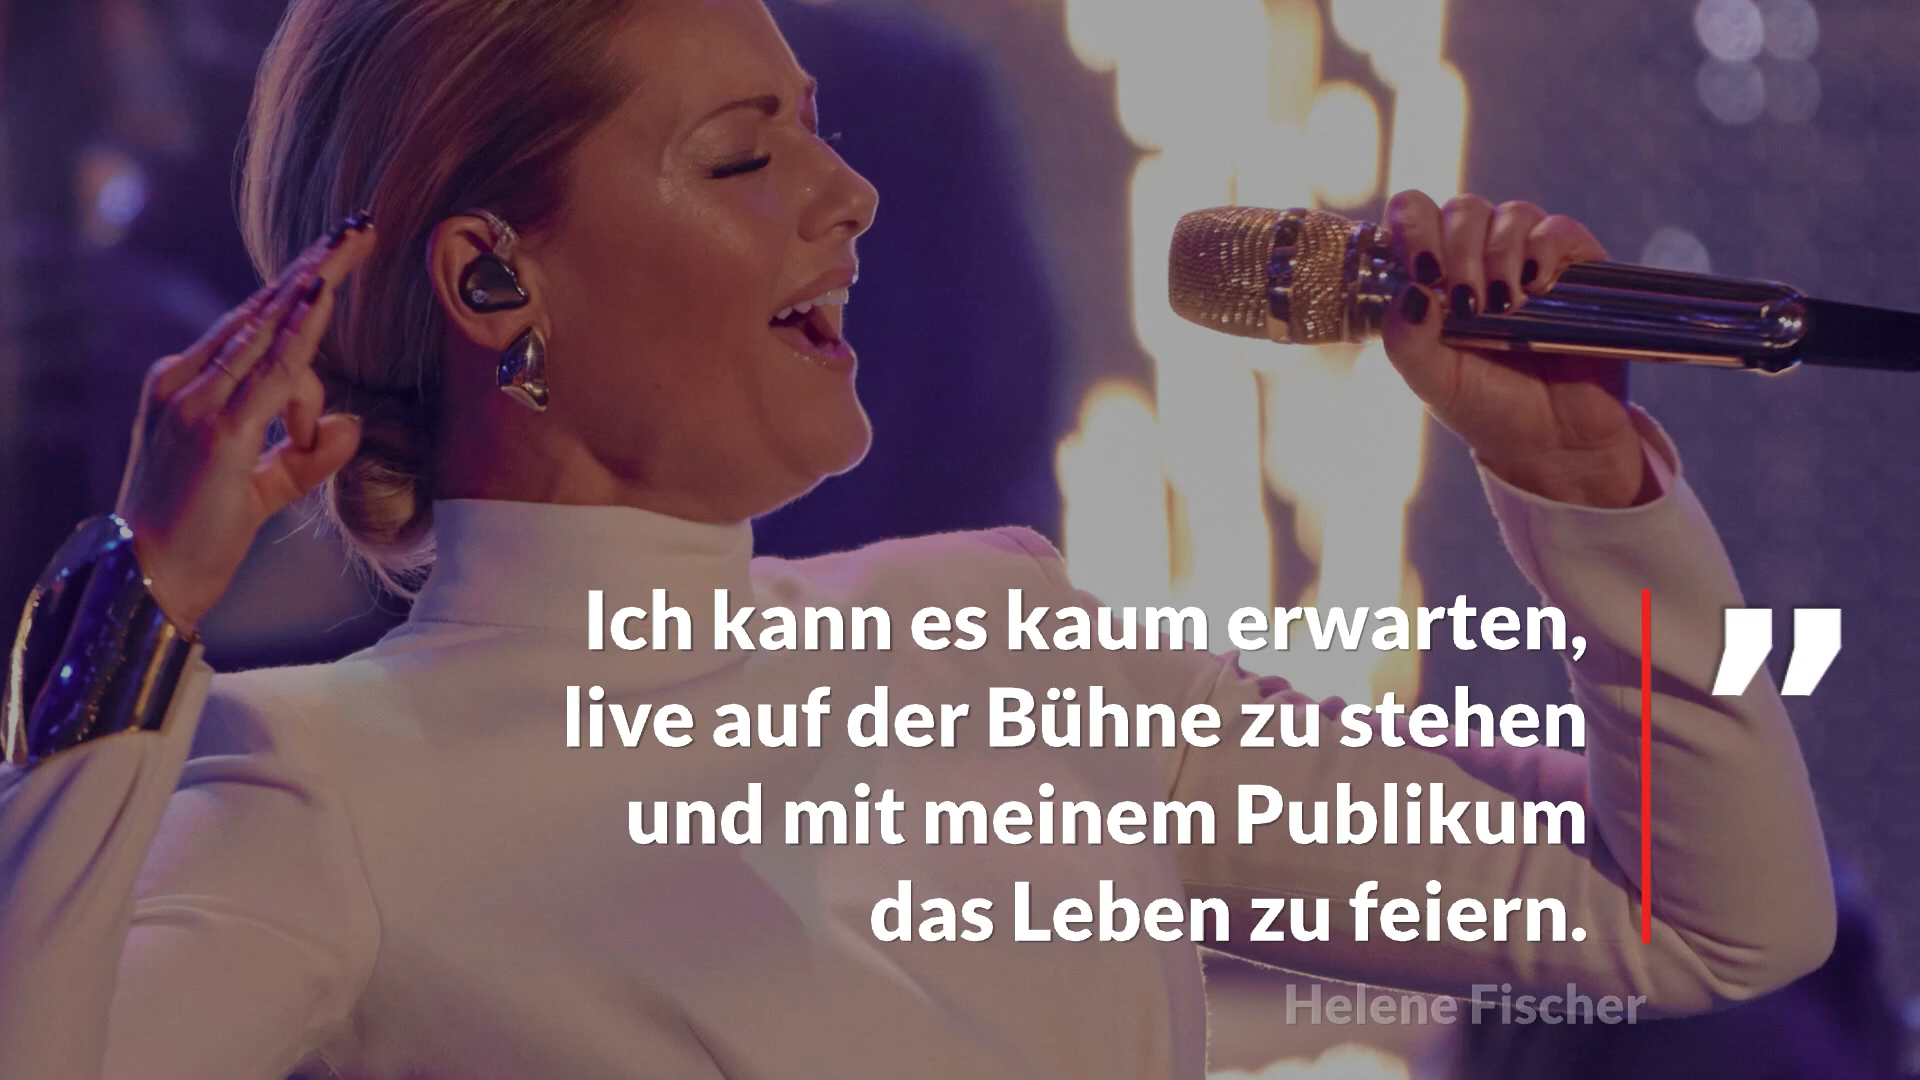 Ich kann es kaum erwarten,
live auf der Bühne zu stehen
und mit meinem Publikum
das Leben zu feiern.
”
Helene Fischer